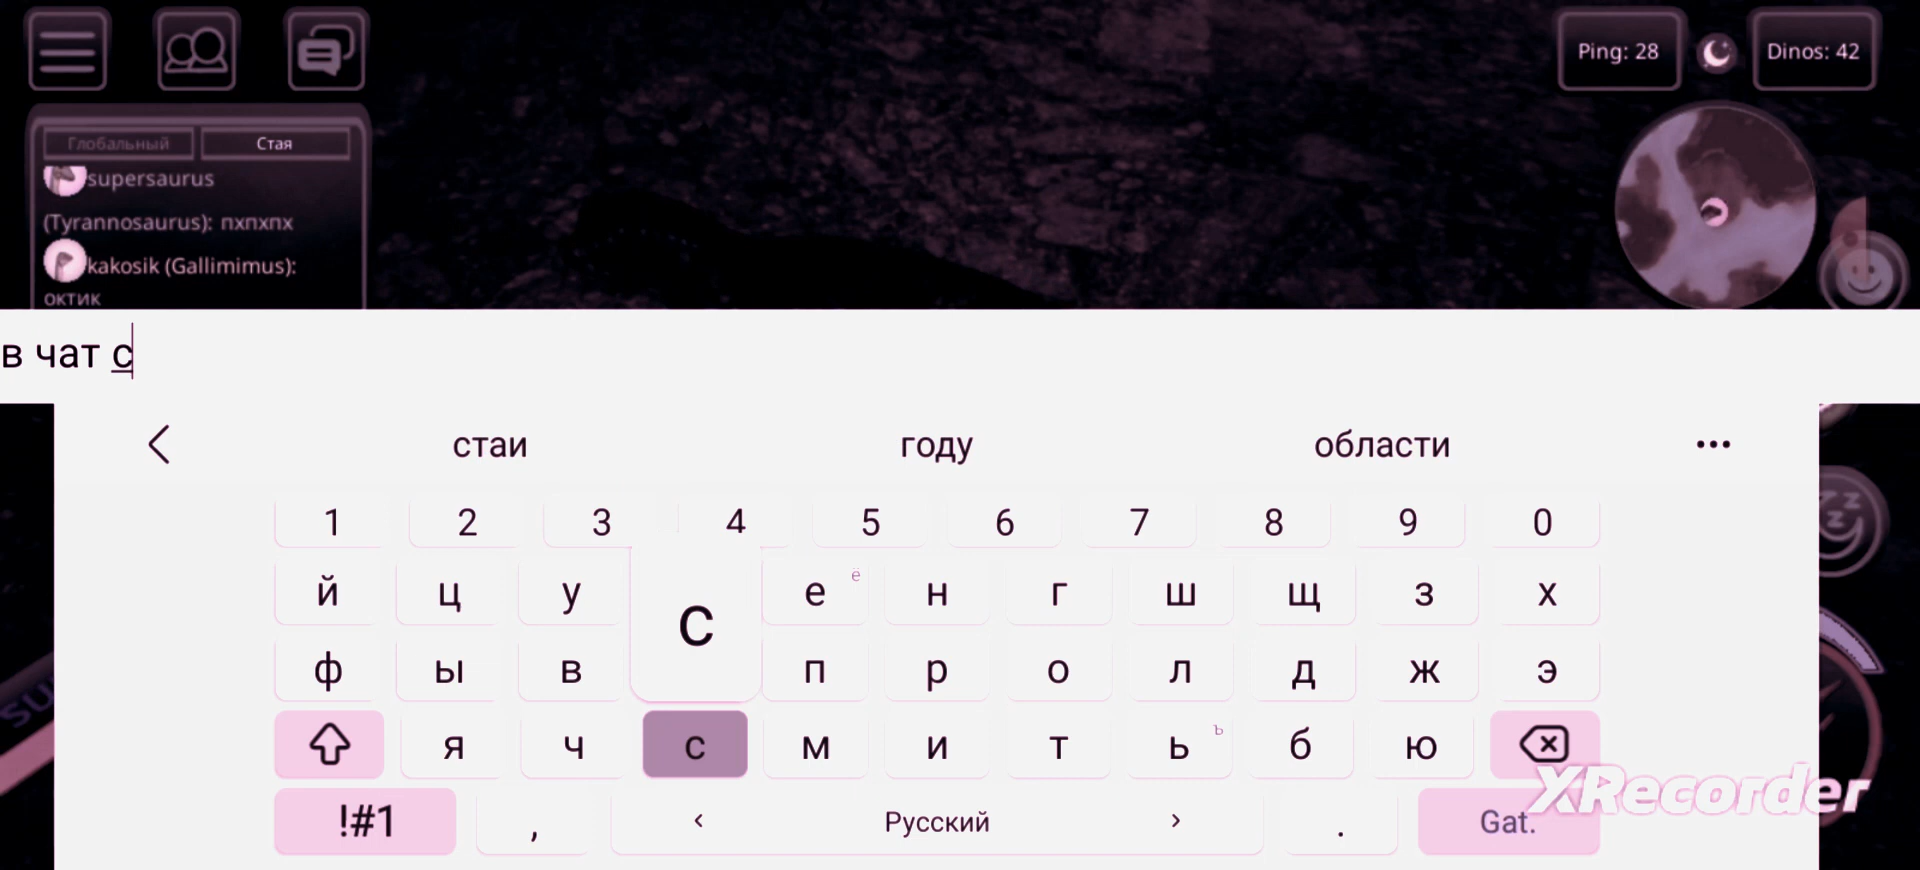 Ping: 28
Dinos: 42
Глобальный
Стая
supersaurus
(Tyrannosaurus): пхпхпх
kakosik (Gallimimus):
октик
в чат с
стаи
году
области
1 2 3 4 5 6 7 8 9 0
й ц у с е ё н г ш щ з х
ф ы в п р о л д ж э
я ч с м и т ь ъ б ю
!#1 , Русский . Gat.
XRecorder